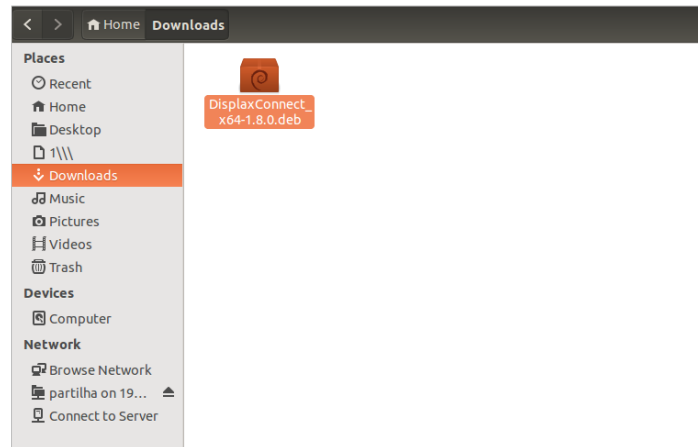 Home Downloads
Places
Recent
Home
Desktop
1\\\
Downloads
Music
Pictures
Videos
Trash
Devices
Computer
Network
Browse Network
partilha on 19...
Connect to Server
DisplaxConnect_
x64-1.8.0.deb